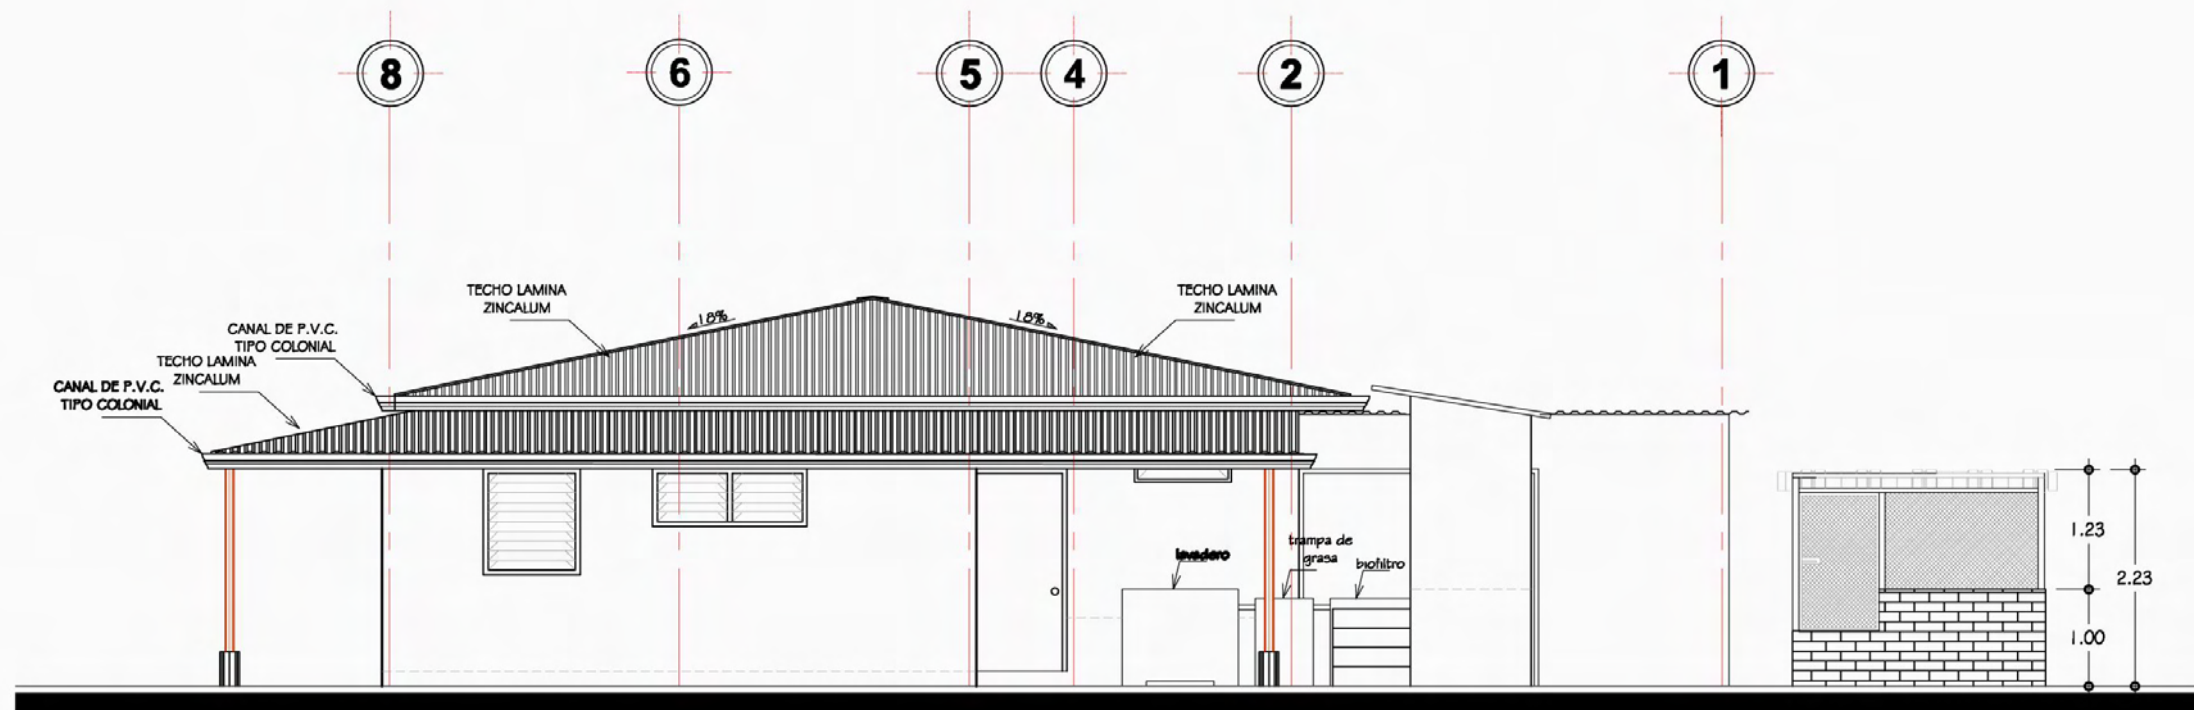 8
6
5
4
2
1
TECHO LAMINA
ZINCALUM
TECHO LAMINA
ZINCALUM
18%
18%
CANAL DE P.V.C.
TIPO COLONIAL
TECHO LAMINA
ZINCALUM
CANAL DE P.V.C.
TIPO COLONIAL
lavadero
trampa de
grasa
biofiltro
1.23
2.23
1.00